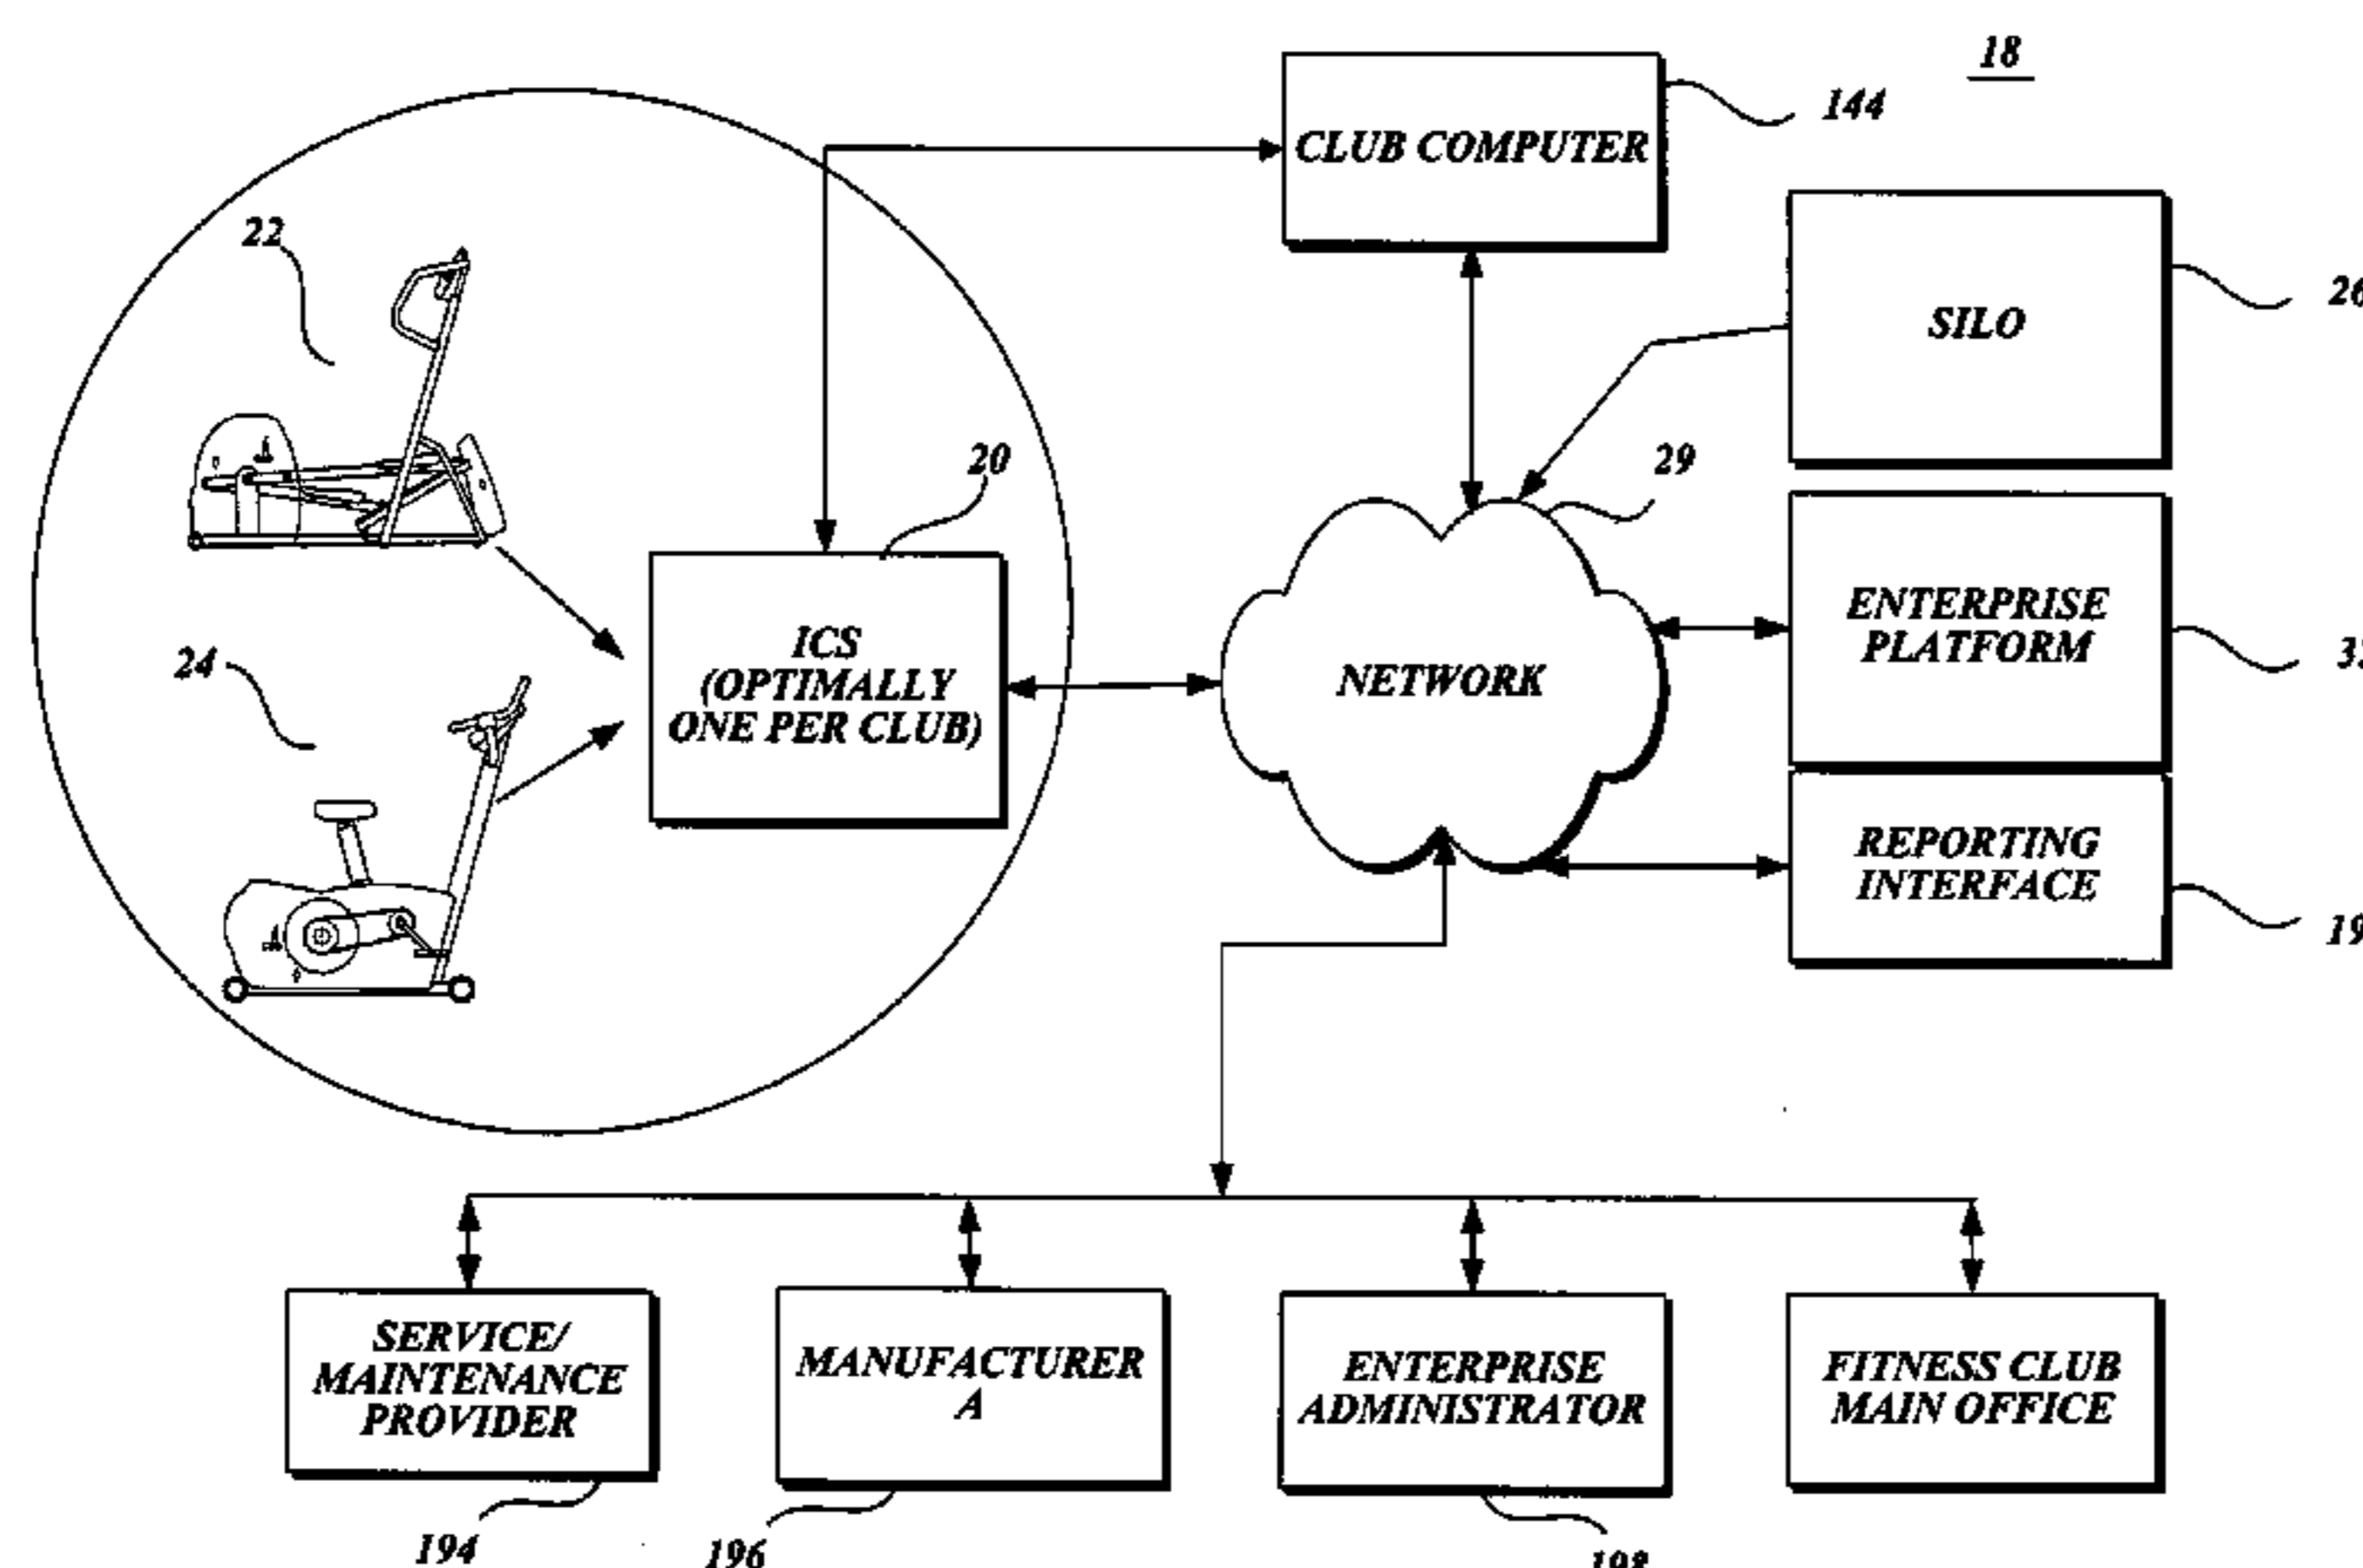 18
144
CLUB COMPUTER
22
SILO
20
29
ENTERPRISE
PLATFORM
ICS
(OPTIMALLY
ONE PER CLUB)
NETWORK
24
REPORTING
INTERFACE
SERVICE/
MAINTENANCE
PROVIDER
MANUFACTURER
A
ENTERPRISE
ADMINISTRATOR
FITNESS CLUB
MAIN OFFICE
194
196
198